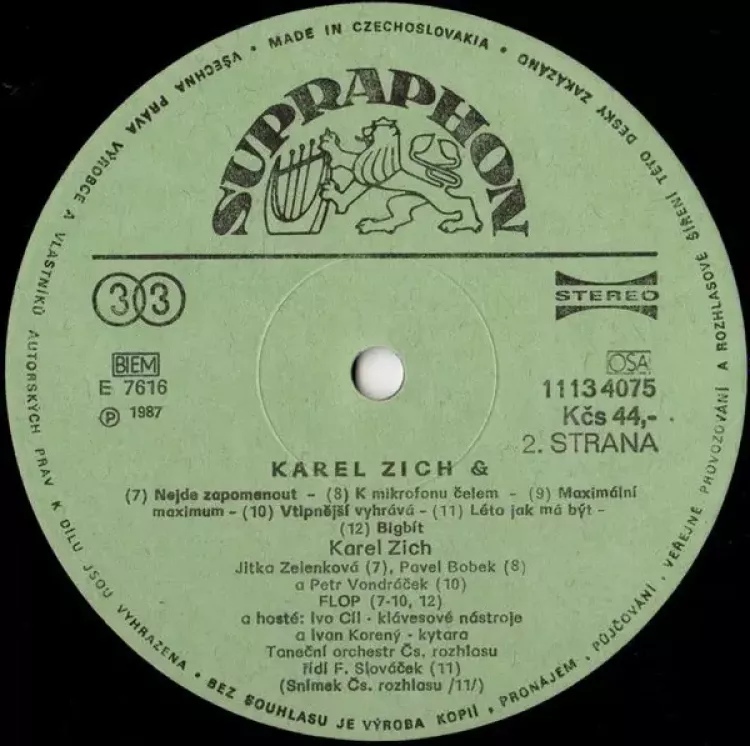 VŠECHNA PRÁVA VÝROBCE A VLASTNÍKŮ AUTORSKÝCH PRÁV K DÍLU JSOU VYHRAZENA • BEZ SOUHLASU JE VÝROBA KOPIÍ, PRONÁJEM, PŮJČOVÁNÍ, VEŘEJNÉ PROVOZOVÁNÍ A ROZHLASOVÉ ŠÍŘENÍ TÉTO DESKY ZAKÁZÁNO • MADE IN CZECHOSLOVAKIA •
SUPRAPHON
33
STEREO
BIEM
OSA
E 7616
11134075
℗ 1987
Kčs 44,-
2. STRANA
KAREL ZICH &
(7) Nejde zapomenout - (8) K mikrofonu čelem - (9) Maximální
maximum - (10) Vtipnější vyhrává - (11) Léto jak má být -
(12) Bigbít
Karel Zich
Jitka Zelenková (7), Pavel Bobek (8)
a Petr Vondráček (10)
FLOP (7-10, 12)
a hosté: Ivo Cíl - klávesové nástroje
a Ivan Korený - kytara
Taneční orchestr Čs. rozhlasu
řídí F. Slováček (11)
(Snímek Čs. rozhlasu /11/)